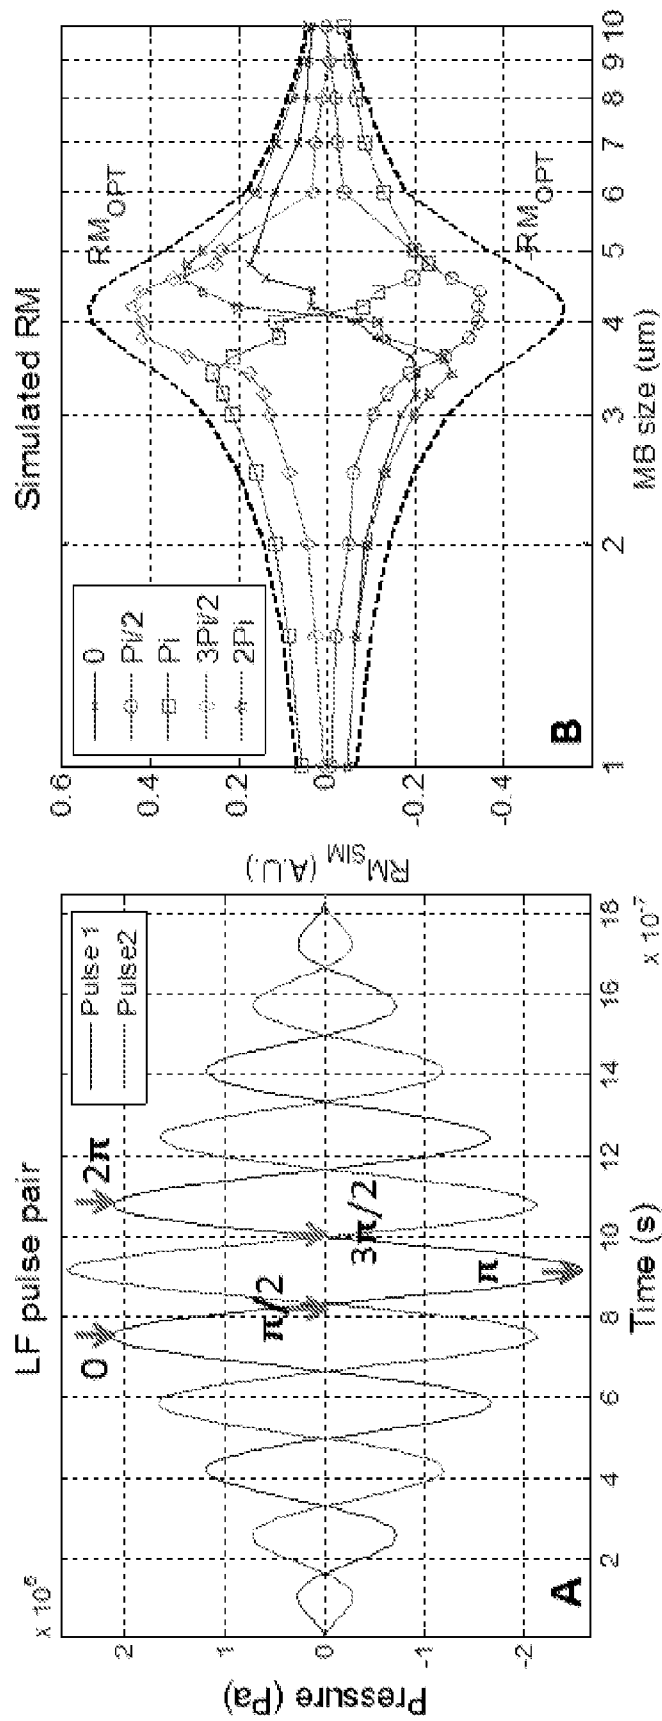 LF pulse pair
x 10^5
Pulse 1
Pulse2
0
π/2
π
3π/2
2π
2
1
0
-1
-2
Pressure (Pa)
2
4
6
8
10
12
14
16
18
x 10^-7
Time (s)
A
Simulated RM
0
Pi/2
Pi
3Pi/2
2Pi
RM_OPT
-RM_OPT
0.6
0.4
0.2
0.0
-0.2
-0.4
RM_SIM (A.U.)
1
2
3
4
5
6
7
8
9
10
MB size (um)
B